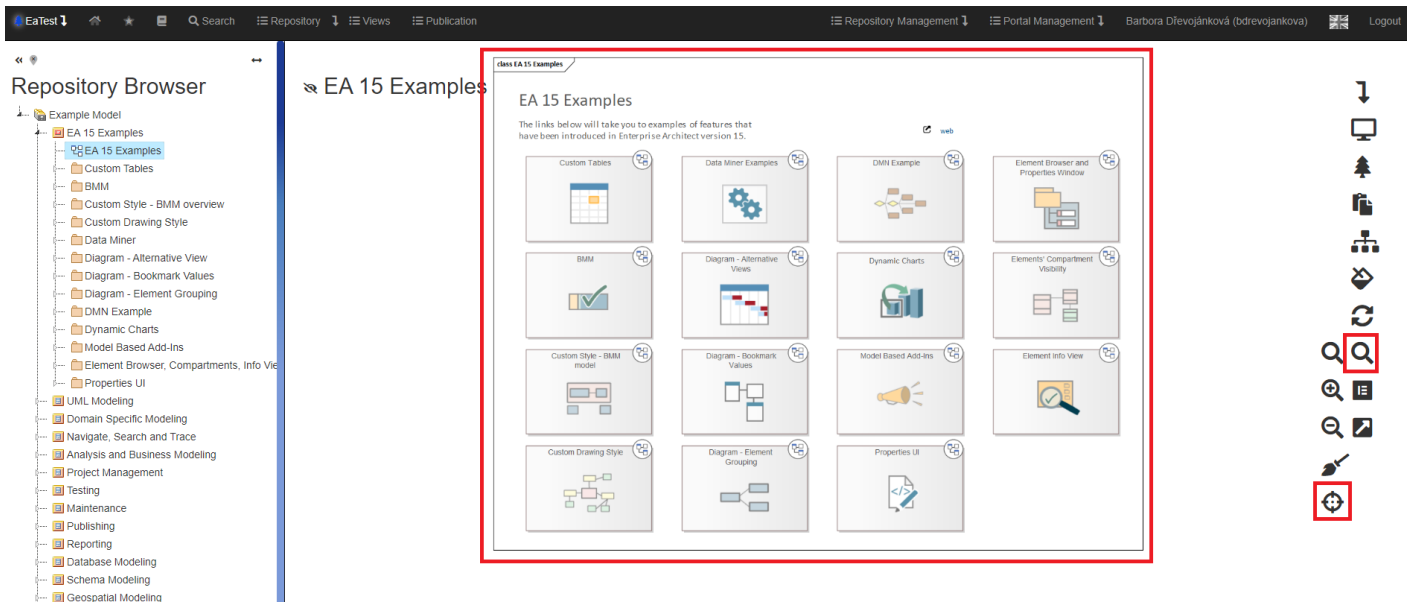 EaTest
Search
Repository
Views
Publication
Repository Management
Portal Management
Barbora Dřevojánková (bdrevojankova)
Logout
Repository Browser
Example Model
EA 15 Examples
EA 15 Examples
Custom Tables
BMM
Custom Style - BMM overview
Custom Drawing Style
Data Miner
Diagram - Alternative View
Diagram - Bookmark Values
Diagram - Element Grouping
DMN Example
Dynamic Charts
Model Based Add-Ins
Element Browser, Compartments, Info Vie
Properties UI
UML Modeling
Domain Specific Modeling
Navigate, Search and Trace
Analysis and Business Modeling
Project Management
Testing
Maintenance
Publishing
Reporting
Database Modeling
Schema Modeling
Geospatial Modeling
EA 15 Examples
class EA 15 Examples
EA 15 Examples
The links below will take you to examples of features that
have been introduced in Enterprise Architect version 15.
web
Custom Tables
Data Miner Examples
DMN Example
Element Browser and
Properties Window
BMM
Diagram - Alternative
Views
Dynamic Charts
Elements' Compartment
Visibility
Custom Style - BMM
model
Diagram - Bookmark
Values
Model Based Add-Ins
Element Info View
Custom Drawing Style
Diagram - Element
Grouping
Properties UI